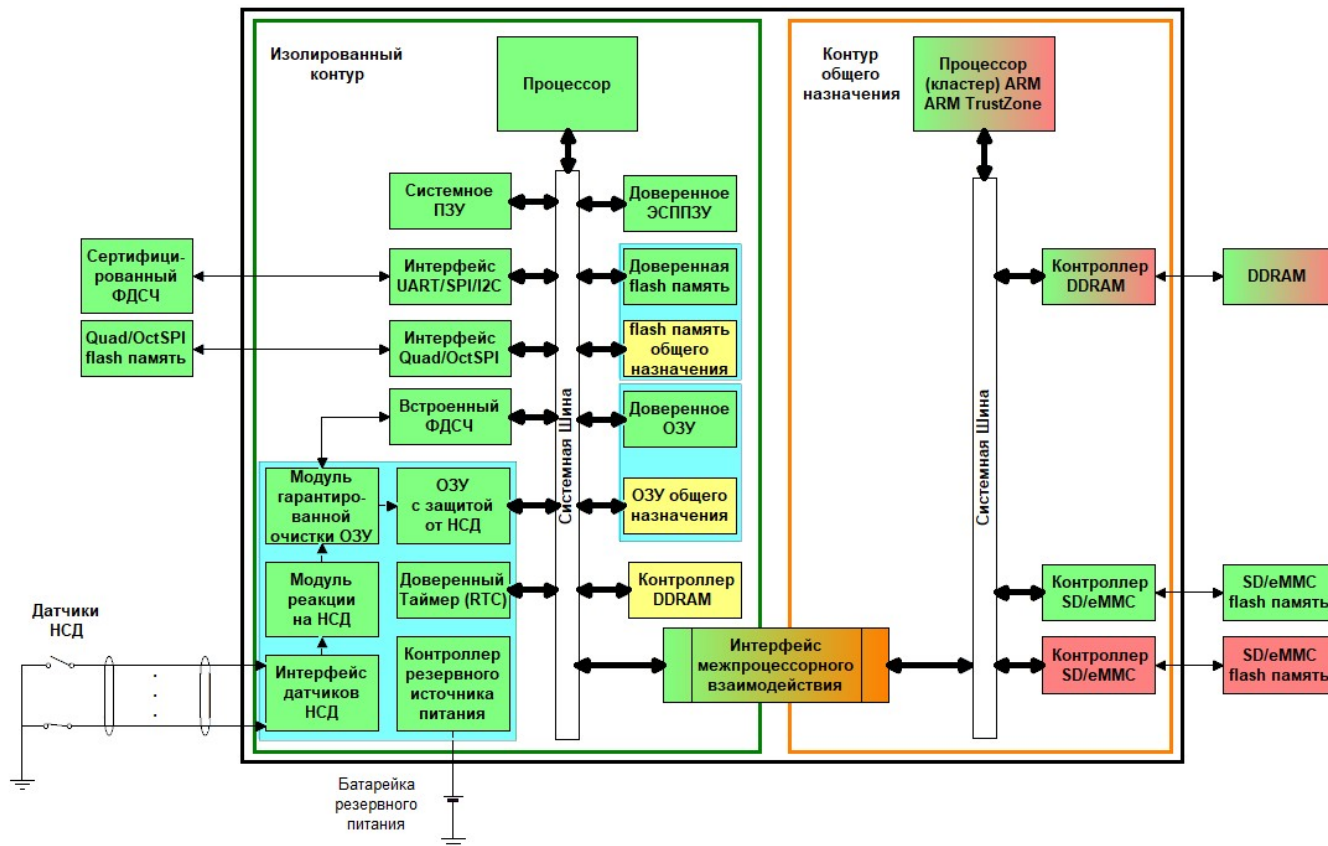 Изолированный
контур
Процессор
Контур
общего
назначения
Процессор
(кластер) ARM
ARM TrustZone
Системное
ПЗУ
Доверенное
ЭСППЗУ
Сертифици-
рованный
ФДСЧ
Интерфейс
UART/SPI/I2C
Доверенная
flash память
Контроллер
DDRAM
DDRAM
Quad/OctSPI
flash память
Интерфейс
Quad/OctSPI
flash память
общего
назначения
Встроенный
ФДСЧ
Доверенное
ОЗУ
Системная Шина
Системная Шина
Модуль
гарантиро-
ванной
очистки ОЗУ
ОЗУ
с защитой
от НСД
ОЗУ общего
назначения
Датчики
НСД
Модуль
реакции
на НСД
Доверенный
Таймер (RTC)
Контроллер
DDRAM
Контроллер
SD/eMMC
SD/eMMC
flash память
Интерфейс
датчиков
НСД
Контроллер
резервного
источника
питания
Интерфейс
межпроцессорного
взаимодействия
Контроллер
SD/eMMC
SD/eMMC
flash память
Батарейка
резервного
питания